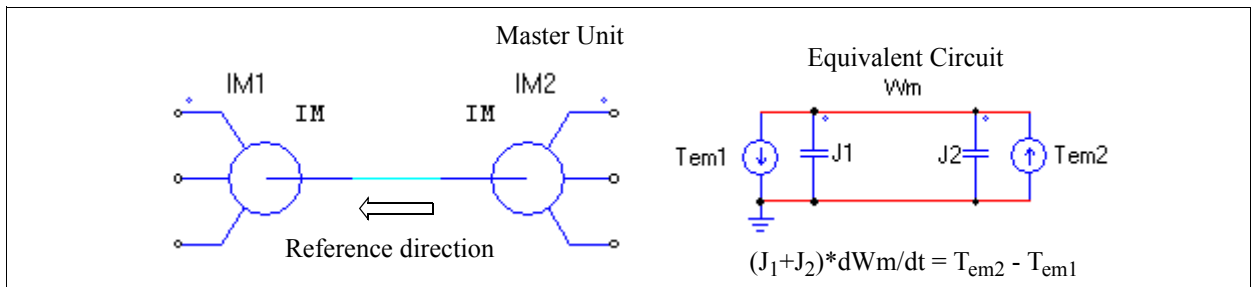 Master Unit
IM1
IM
IM
IM2
Reference direction
Equivalent Circuit
Wm
Tem1
J1
J2
Tem2
(J1+J2)*dWm/dt = Tem2 - Tem1